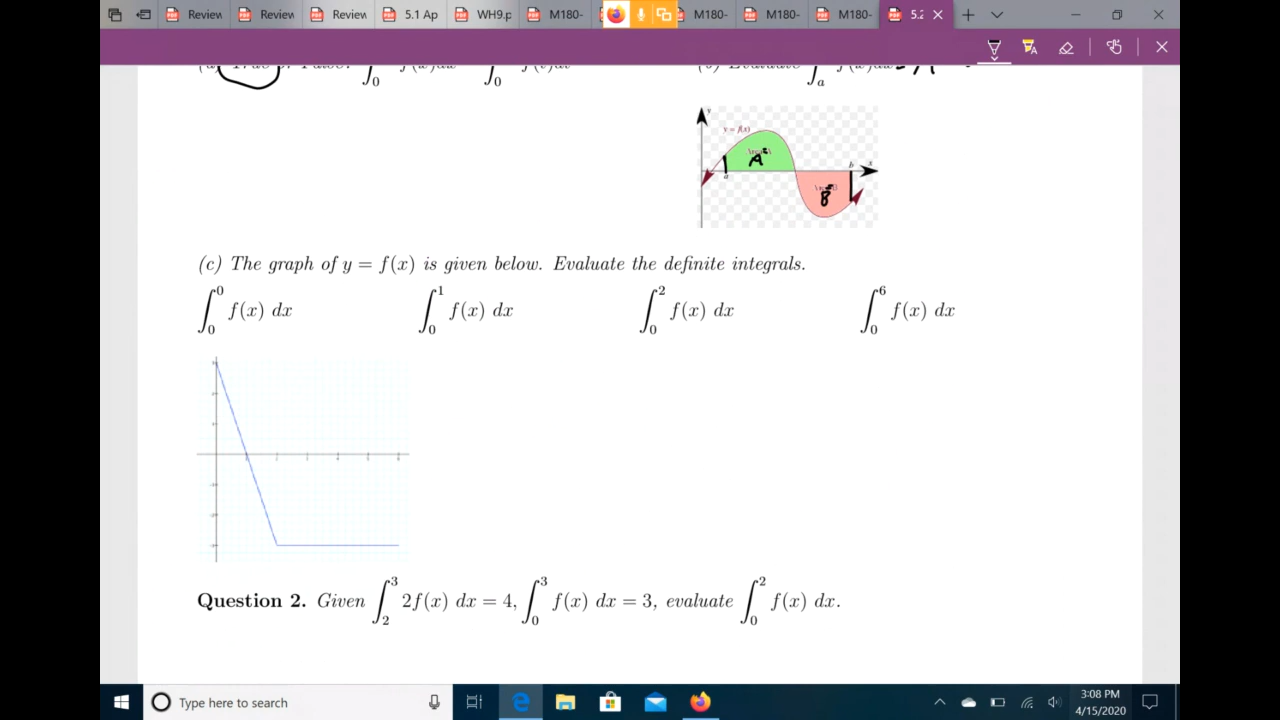 Review Review Review 5.1 Ap WH9.p M180- M180- M180- M180- 5.2
(c) The graph of y = f(x) is given below. Evaluate the definite integrals.
∫₀⁰ f(x) dx ∫₀¹ f(x) dx ∫₀² f(x) dx ∫₀⁶ f(x) dx
y
y = f(x)
A
a
b
x
B
Question 2. Given ∫₂³ 2f(x) dx = 4, ∫₀³ f(x) dx = 3, evaluate ∫₀² f(x) dx.
Type here to search
3:08 PM
4/15/2020